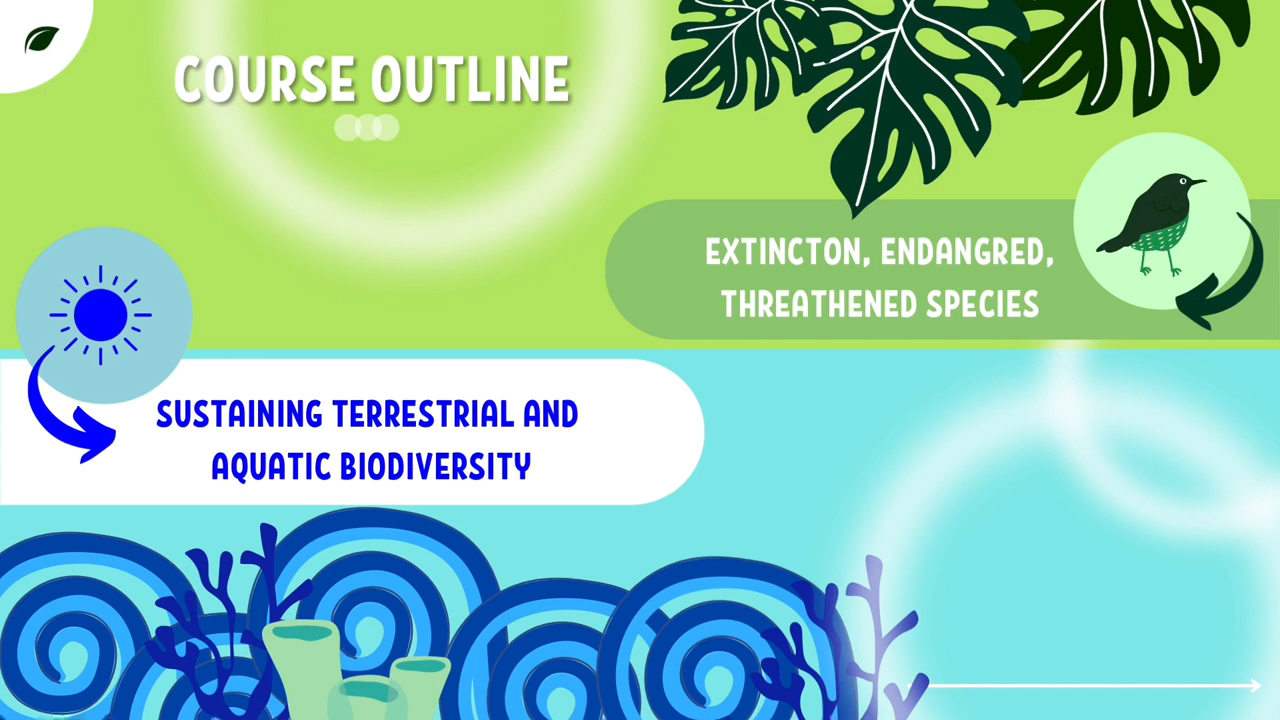 COURSE OUTLINE
EXTINCTON, ENDANGRED,
THREATHENED SPECIES
SUSTAINING TERRESTRIAL AND
AQUATIC BIODIVERSITY